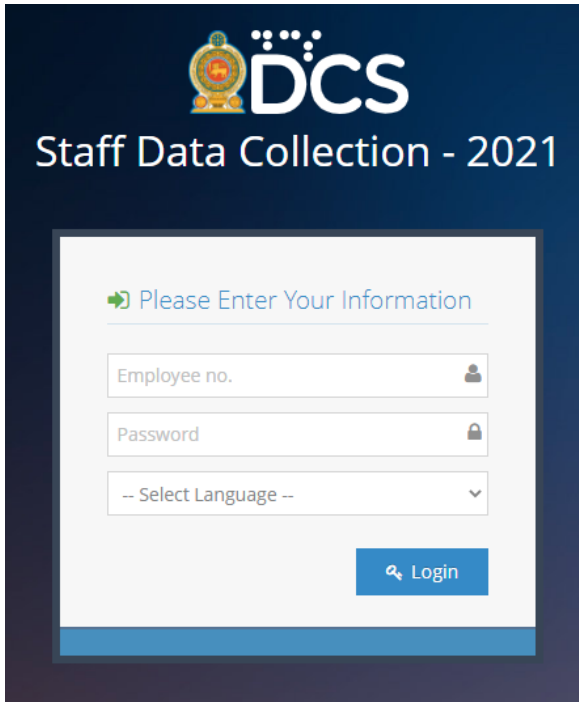 DCS
Staff Data Collection - 2021
Please Enter Your Information
Employee no.
Password
-- Select Language --
Login